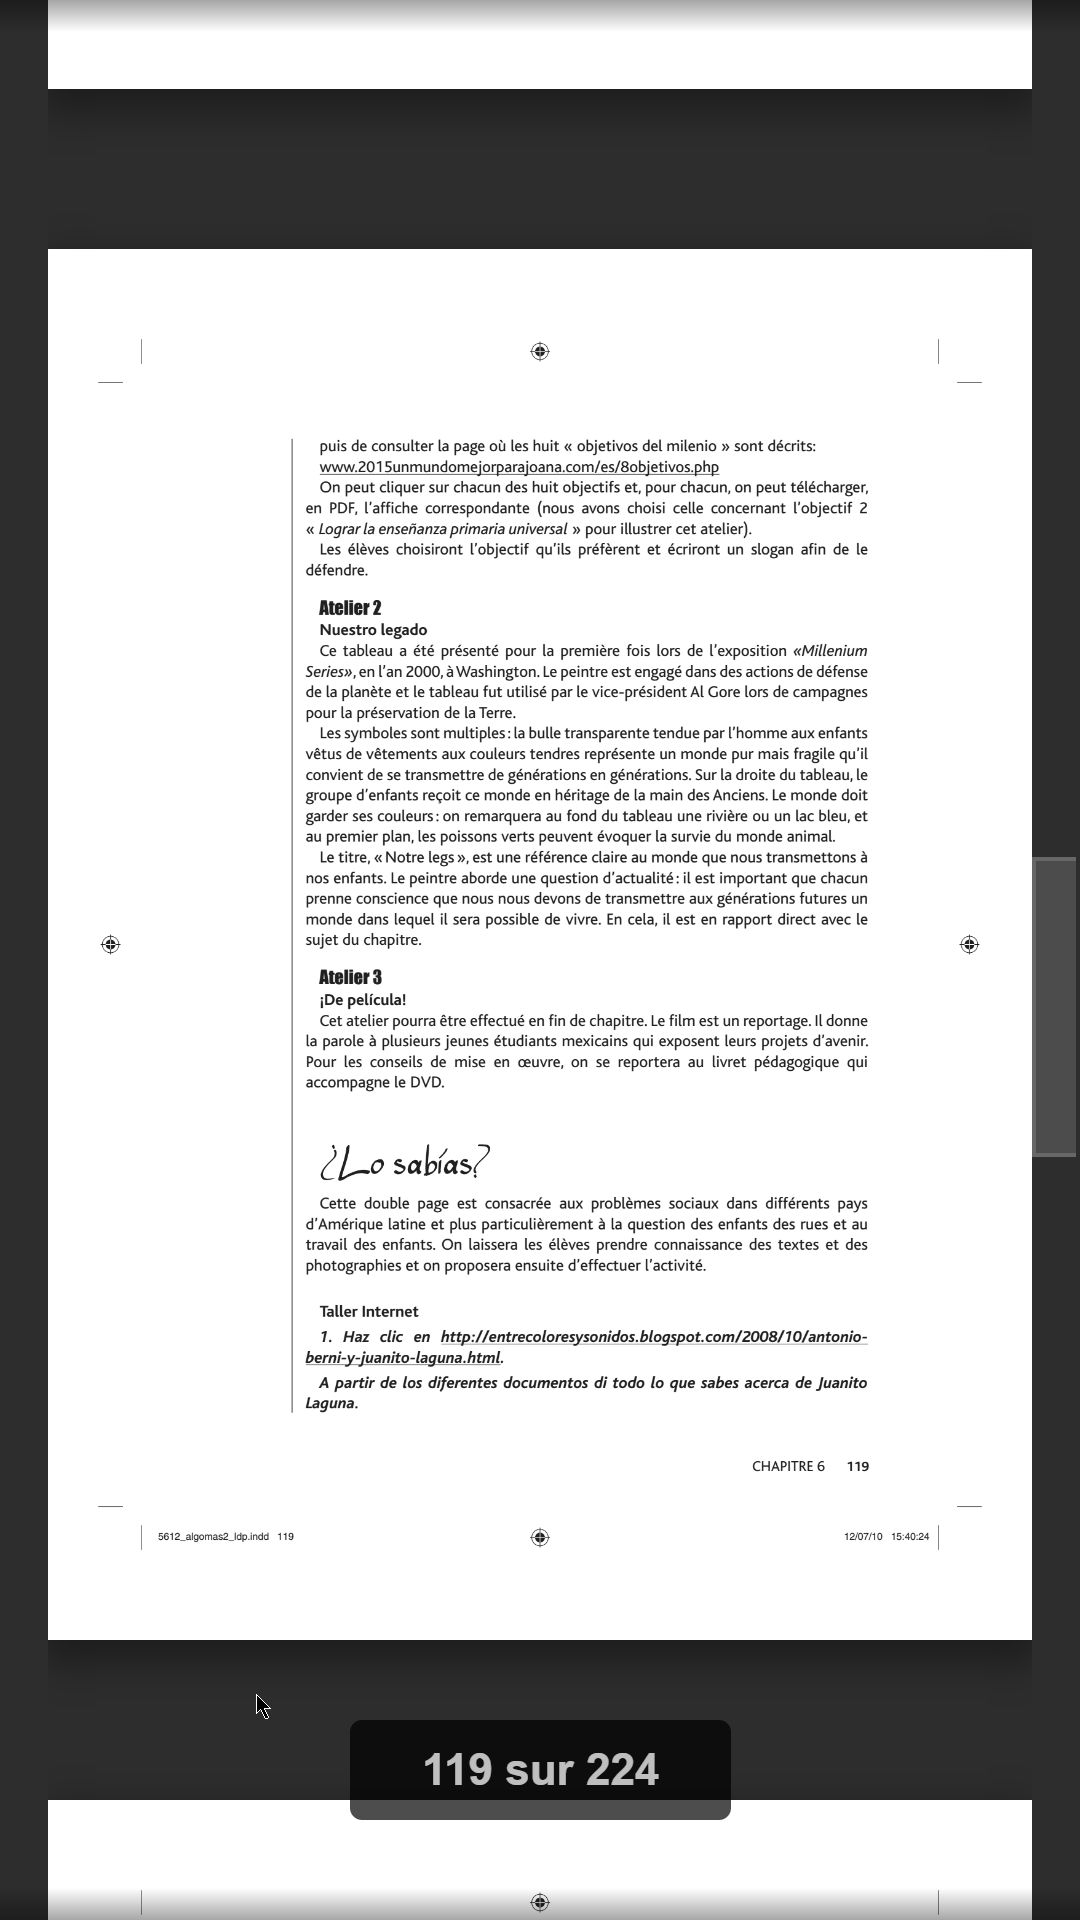 puis de consulter la page où les huit « objetivos del milenio » sont décrits:
www.2015unmundomejorparajoana.com/es/8objetivos.php
On peut cliquer sur chacun des huit objectifs et, pour chacun, on peut télécharger,
en PDF, l’affiche correspondante (nous avons choisi celle concernant l’objectif 2
« Lograr la enseñanza primaria universal » pour illustrer cet atelier).
Les élèves choisiront l’objectif qu’ils préfèrent et écriront un slogan afin de le
défendre.
Atelier 2
Nuestro legado
Ce tableau a été présenté pour la première fois lors de l’exposition «Millenium
Series», en l’an 2000, à Washington. Le peintre est engagé dans des actions de défense
de la planète et le tableau fut utilisé par le vice-président Al Gore lors de campagnes
pour la préservation de la Terre.
Les symboles sont multiples : la bulle transparente tendue par l’homme aux enfants
vêtus de vêtements aux couleurs tendres représente un monde pur mais fragile qu’il
convient de se transmettre de générations en générations. Sur la droite du tableau, le
groupe d’enfants reçoit ce monde en héritage de la main des Anciens. Le monde doit
garder ses couleurs : on remarquera au fond du tableau une rivière ou un lac bleu, et
au premier plan, les poissons verts peuvent évoquer la survie du monde animal.
Le titre, « Notre legs », est une référence claire au monde que nous transmettons à
nos enfants. Le peintre aborde une question d’actualité : il est important que chacun
prenne conscience que nous nous devons de transmettre aux générations futures un
monde dans lequel il sera possible de vivre. En cela, il est en rapport direct avec le
sujet du chapitre.
Atelier 3
¡De película!
Cet atelier pourra être effectué en fin de chapitre. Le film est un reportage. Il donne
la parole à plusieurs jeunes étudiants mexicains qui exposent leurs projets d’avenir.
Pour les conseils de mise en œuvre, on se reportera au livret pédagogique qui
accompagne le DVD.
¿Lo sabías?
Cette double page est consacrée aux problèmes sociaux dans différents pays
d’Amérique latine et plus particulièrement à la question des enfants des rues et au
travail des enfants. On laissera les élèves prendre connaissance des textes et des
photographies et on proposera ensuite d’effectuer l’activité.
Taller Internet
1. Haz clic en http://entrecoloresysonidos.blogspot.com/2008/10/antonio-
berni-y-juanito-laguna.html.
A partir de los diferentes documentos di todo lo que sabes acerca de Juanito
Laguna.
CHAPITRE 6 119
5612_algomas2_ldp.indd 119 12/07/10 15:40:24
119 sur 224